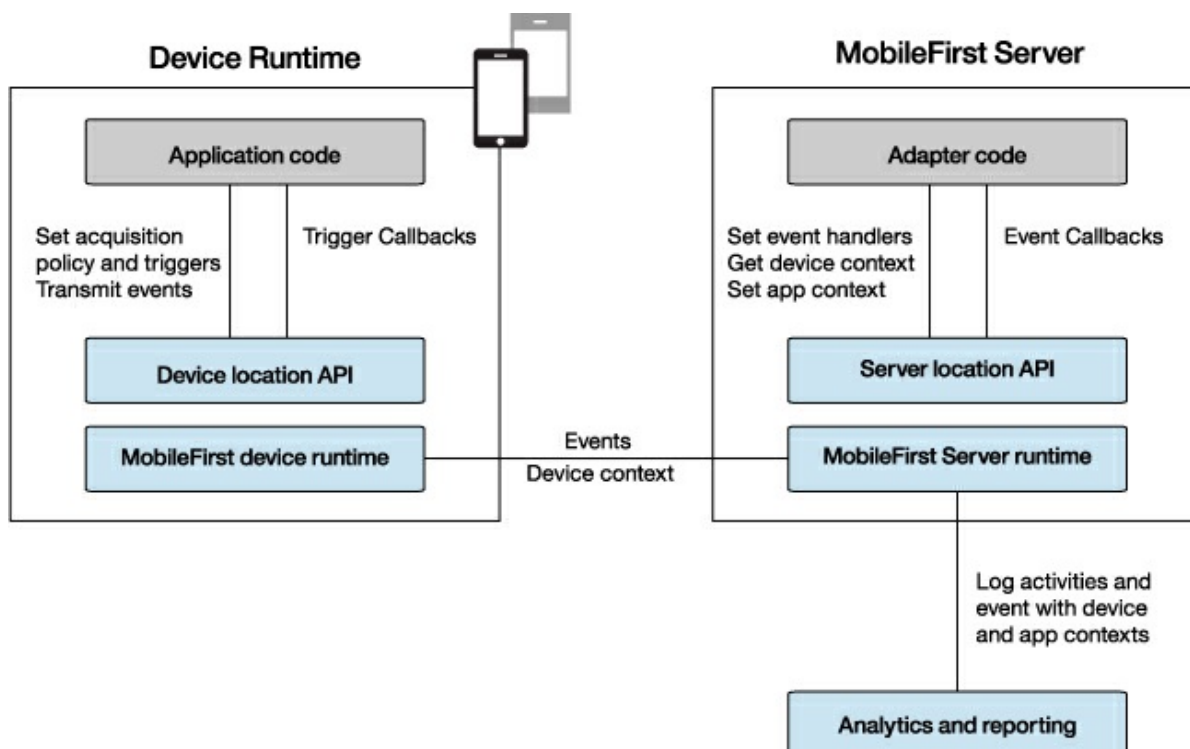 Device Runtime
MobileFirst Server
Application code
Adapter code
Set acquisition
policy and triggers
Transmit events
Trigger Callbacks
Set event handlers
Get device context
Set app context
Event Callbacks
Device location API
Server location API
MobileFirst device runtime
Events
Device context
MobileFirst Server runtime
Log activities and
event with device
and app contexts
Analytics and reporting